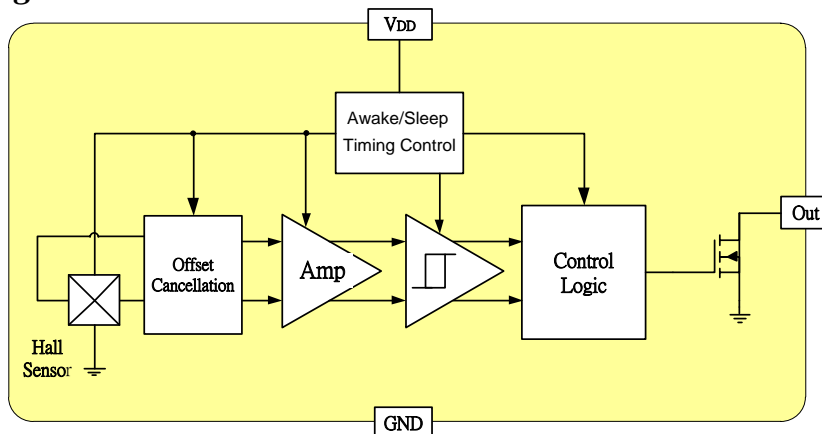 VDD
Awake/Sleep
Timing Control
Out
Offset
Cancellation
Amp
Control
Logic
Hall
Sensor
GND